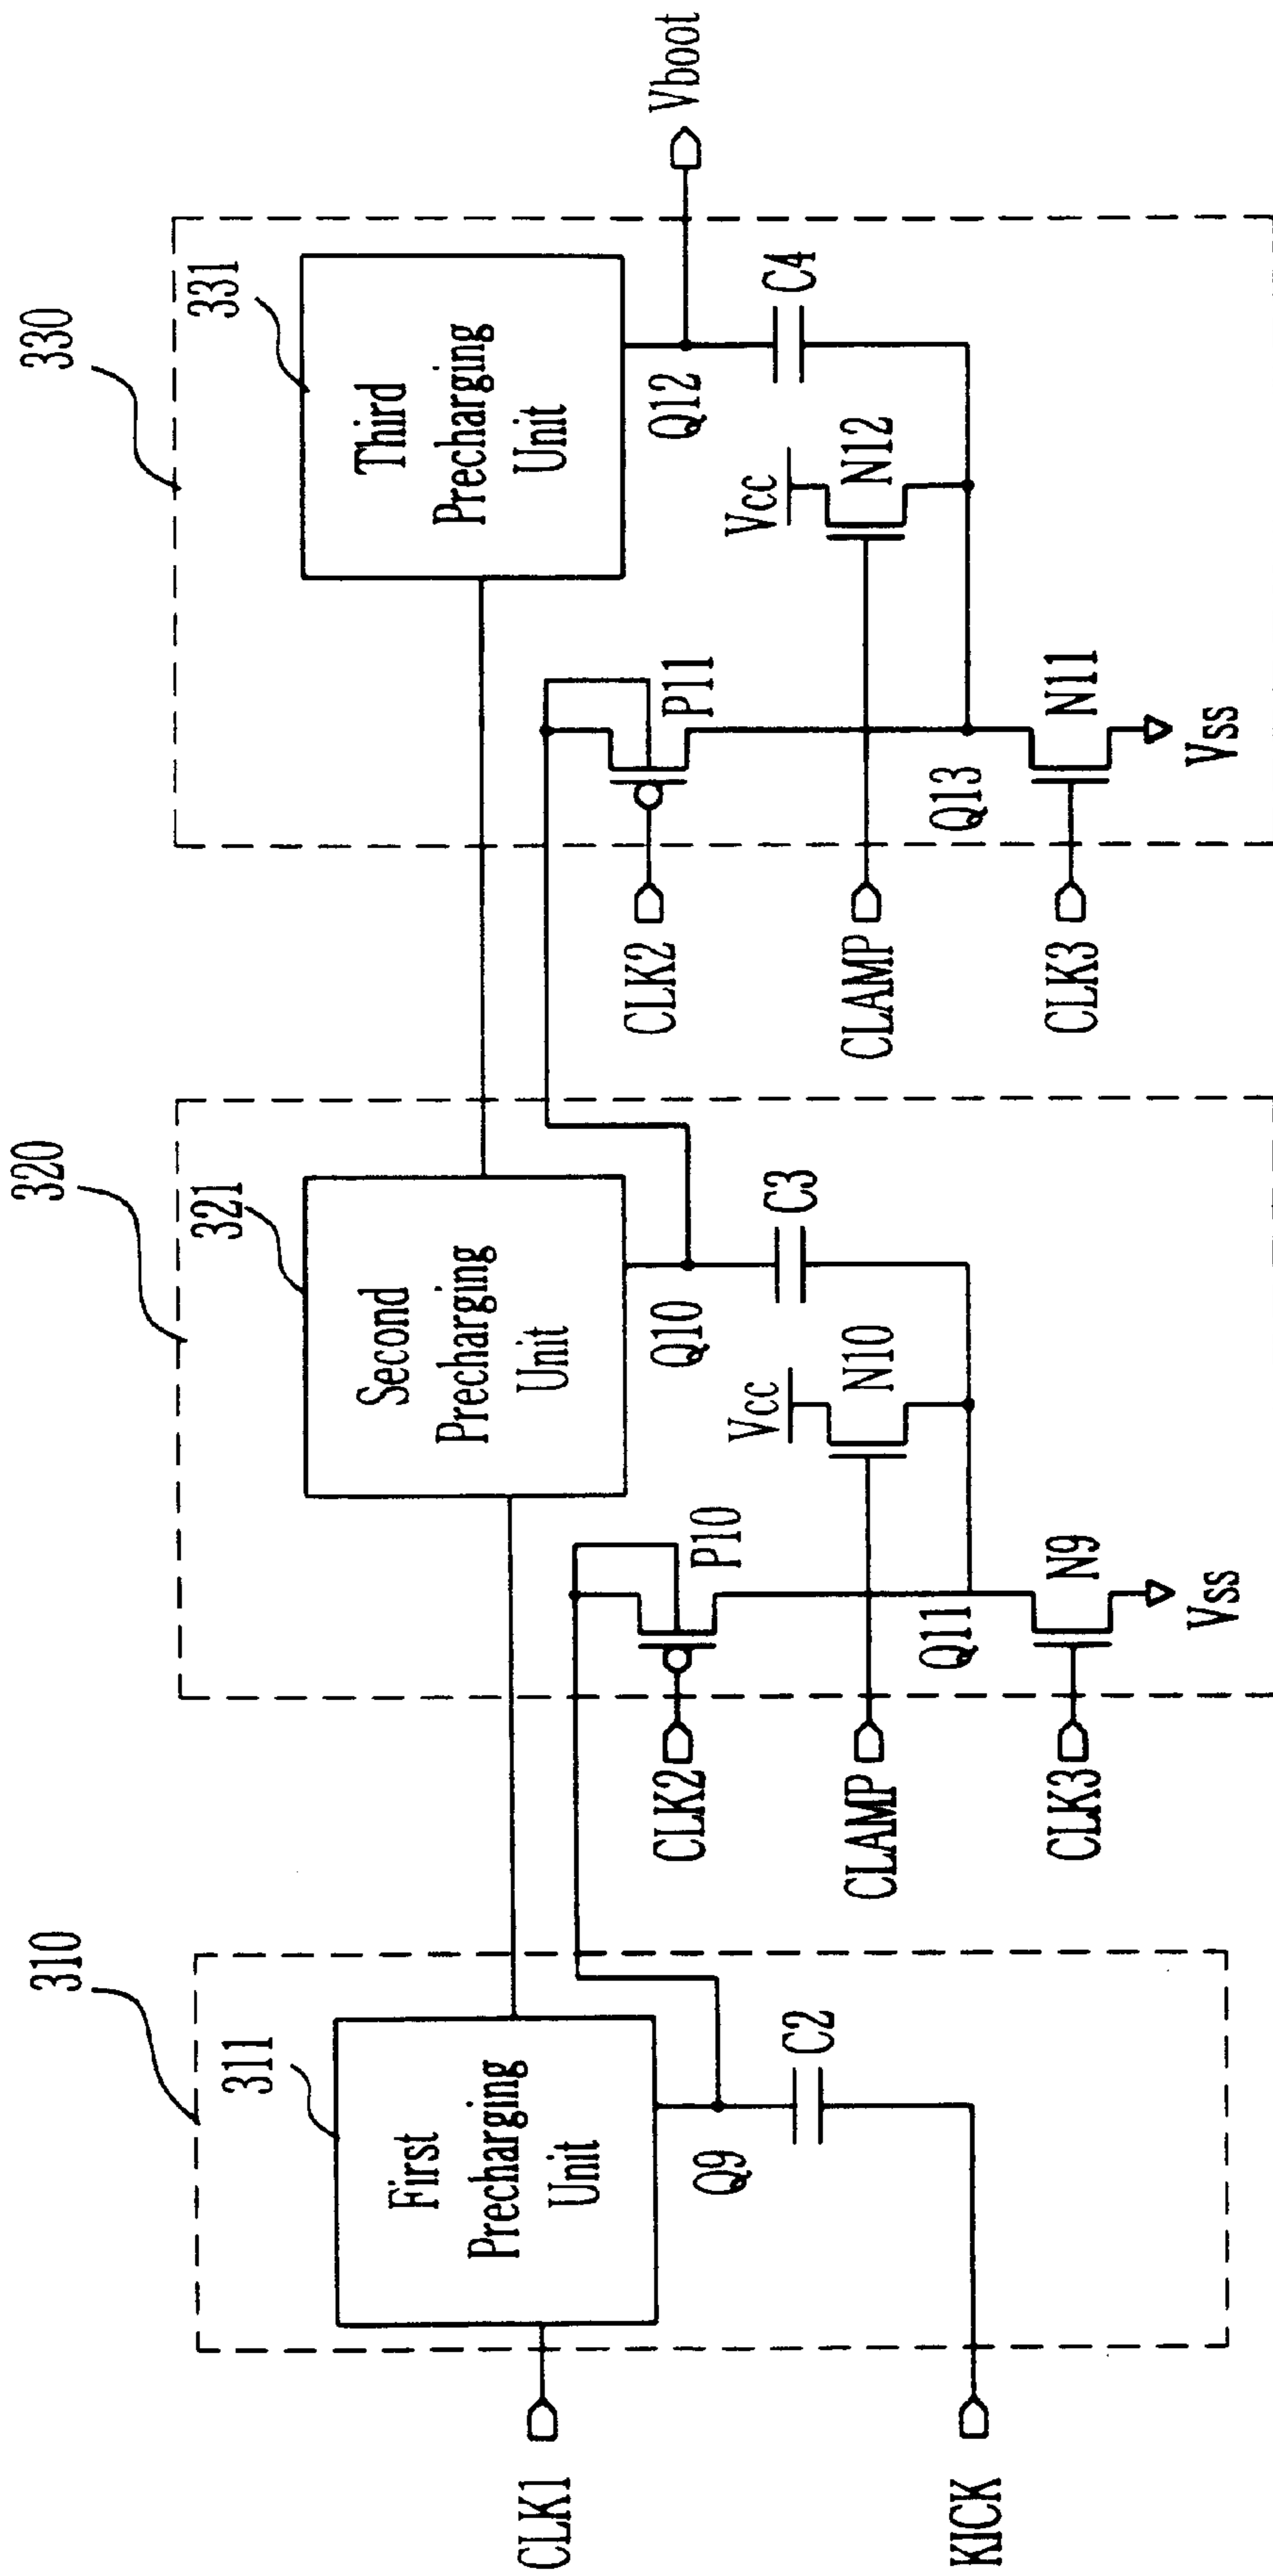 310
320
330
311
First
Precharging
Unit
321
Second
Precharging
Unit
331
Third
Precharging
Unit
CLK1
Q9
C2
KICK
CLK2
P10
CLAMP
Vcc
N10
Q10
C3
Q11
CLK3
N9
Vss
CLK2
P11
CLAMP
Vcc
N12
Q12
C4
Vboot
Q13
CLK3
N11
Vss